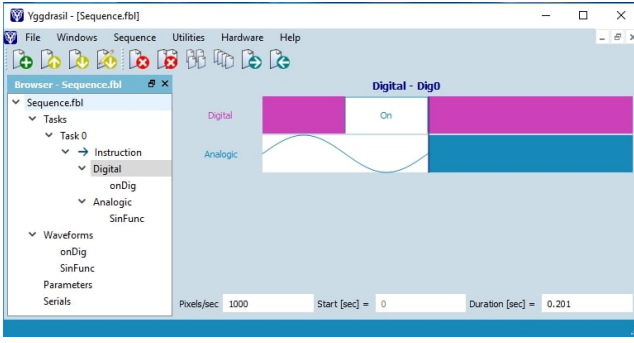 Yggdrasil - [Sequence.fbl]
File Windows Sequence Utilities Hardware Help
Browser - Sequence.fbl
Digital - Dig0
Sequence.fbl
Tasks
Task 0
Instruction
Digital
onDig
Analogic
SinFunc
Waveforms
onDig
SinFunc
Parameters
Serials
Digital
On
Analogic
Pixels/sec 1000 Start [sec] = 0 Duration [sec] = 0.201